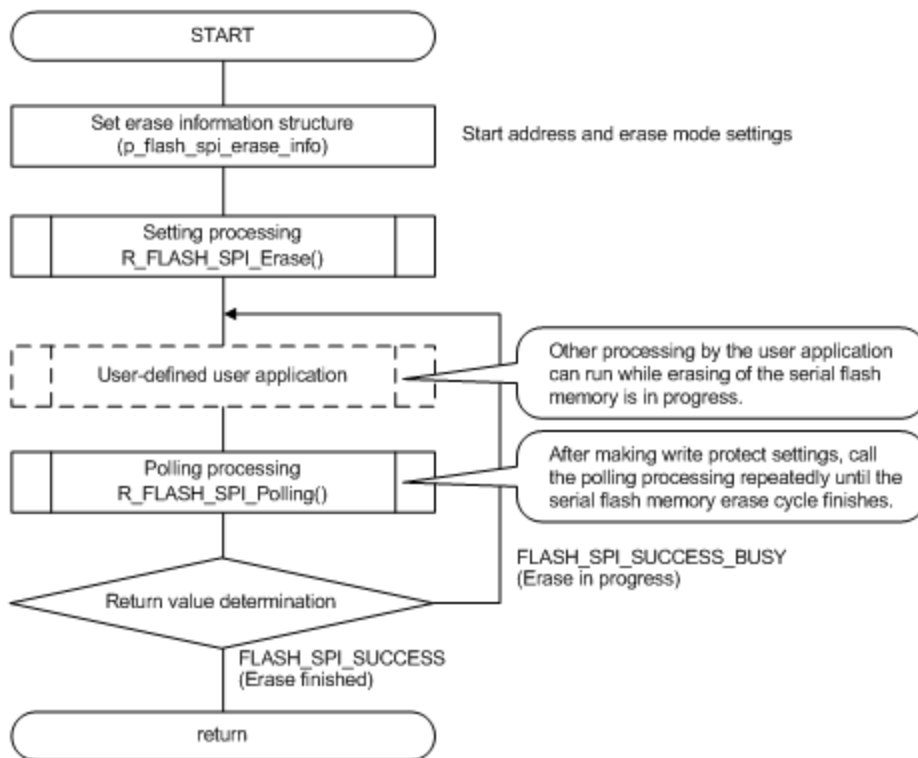 START
Set erase information structure
(p_flash_spi_erase_info)
Start address and erase mode settings
Setting processing
R_FLASH_SPI_Erase()
User-defined user application
Other processing by the user application
can run while erasing of the serial flash
memory is in progress.
Polling processing
R_FLASH_SPI_Polling()
After making write protect settings, call
the polling processing repeatedly until the
serial flash memory erase cycle finishes.
FLASH_SPI_SUCCESS_BUSY
(Erase in progress)
Return value determination
FLASH_SPI_SUCCESS
(Erase finished)
return